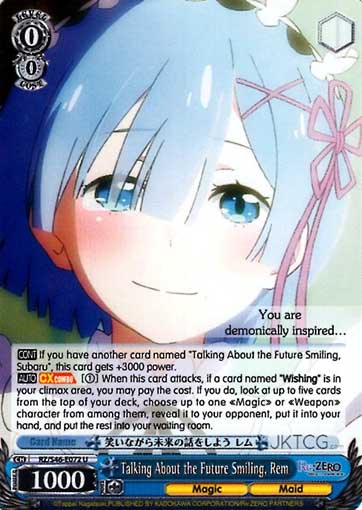 LEVEL
0
0
COST
You are
demonically inspired...
CONT If you have another card named "Talking About the Future Smiling,
Subaru", this card gets +3000 power.
AUTO CX COMBO [①] When this card attacks, if a card named "Wishing" is in your
climax area, you may pay the cost. If you do, look at up to five cards
from the top of your deck, choose up to one «Magic» or «Weapon»
character from among them, reveal it to your opponent, put it into your
hand, and put the rest into your waiting room.
Card Name 笑いながら未来の話をしよう レム
JKTCG
CH RZ/S46-E072 U
1000
POWER
Talking About the Future Smiling, Rem
Re:ZERO
Magic Maid
©Tappei Nagatsuki,PUBLISHED BY KADOKAWA CORPORATION/Re:ZERO PARTNERS